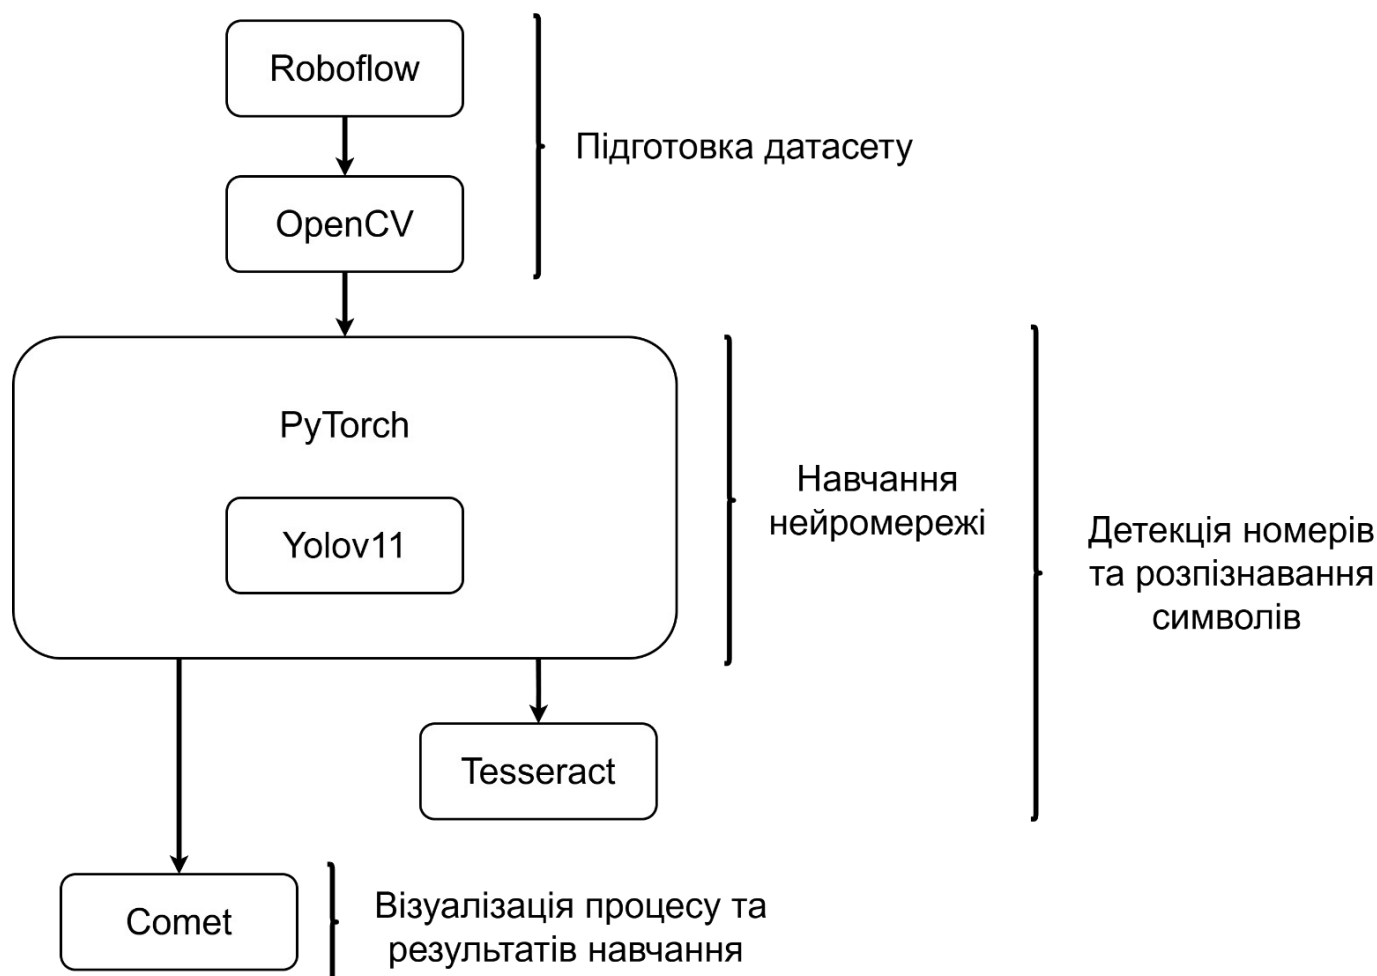 Roboflow
Підготовка датасету
OpenCV
PyTorch
Yolov11
Навчання
нейромережі
Детекція номерів
та розпізнавання
символів
Tesseract
Comet
Візуалізація процесу та
результатів навчання